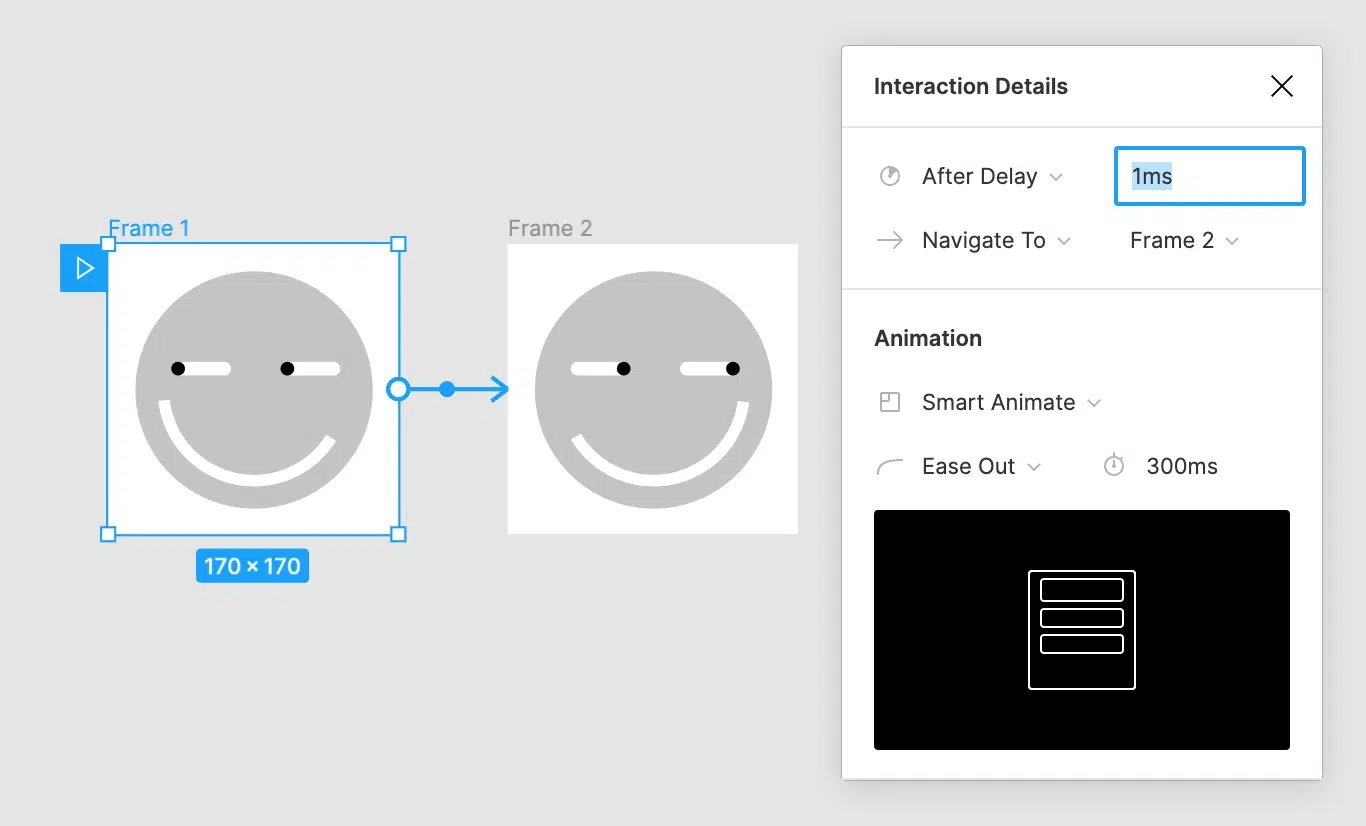 Frame 1
Frame 2
170 × 170
Interaction Details
After Delay 1ms
Navigate To Frame 2
Animation
Smart Animate
Ease Out 300ms